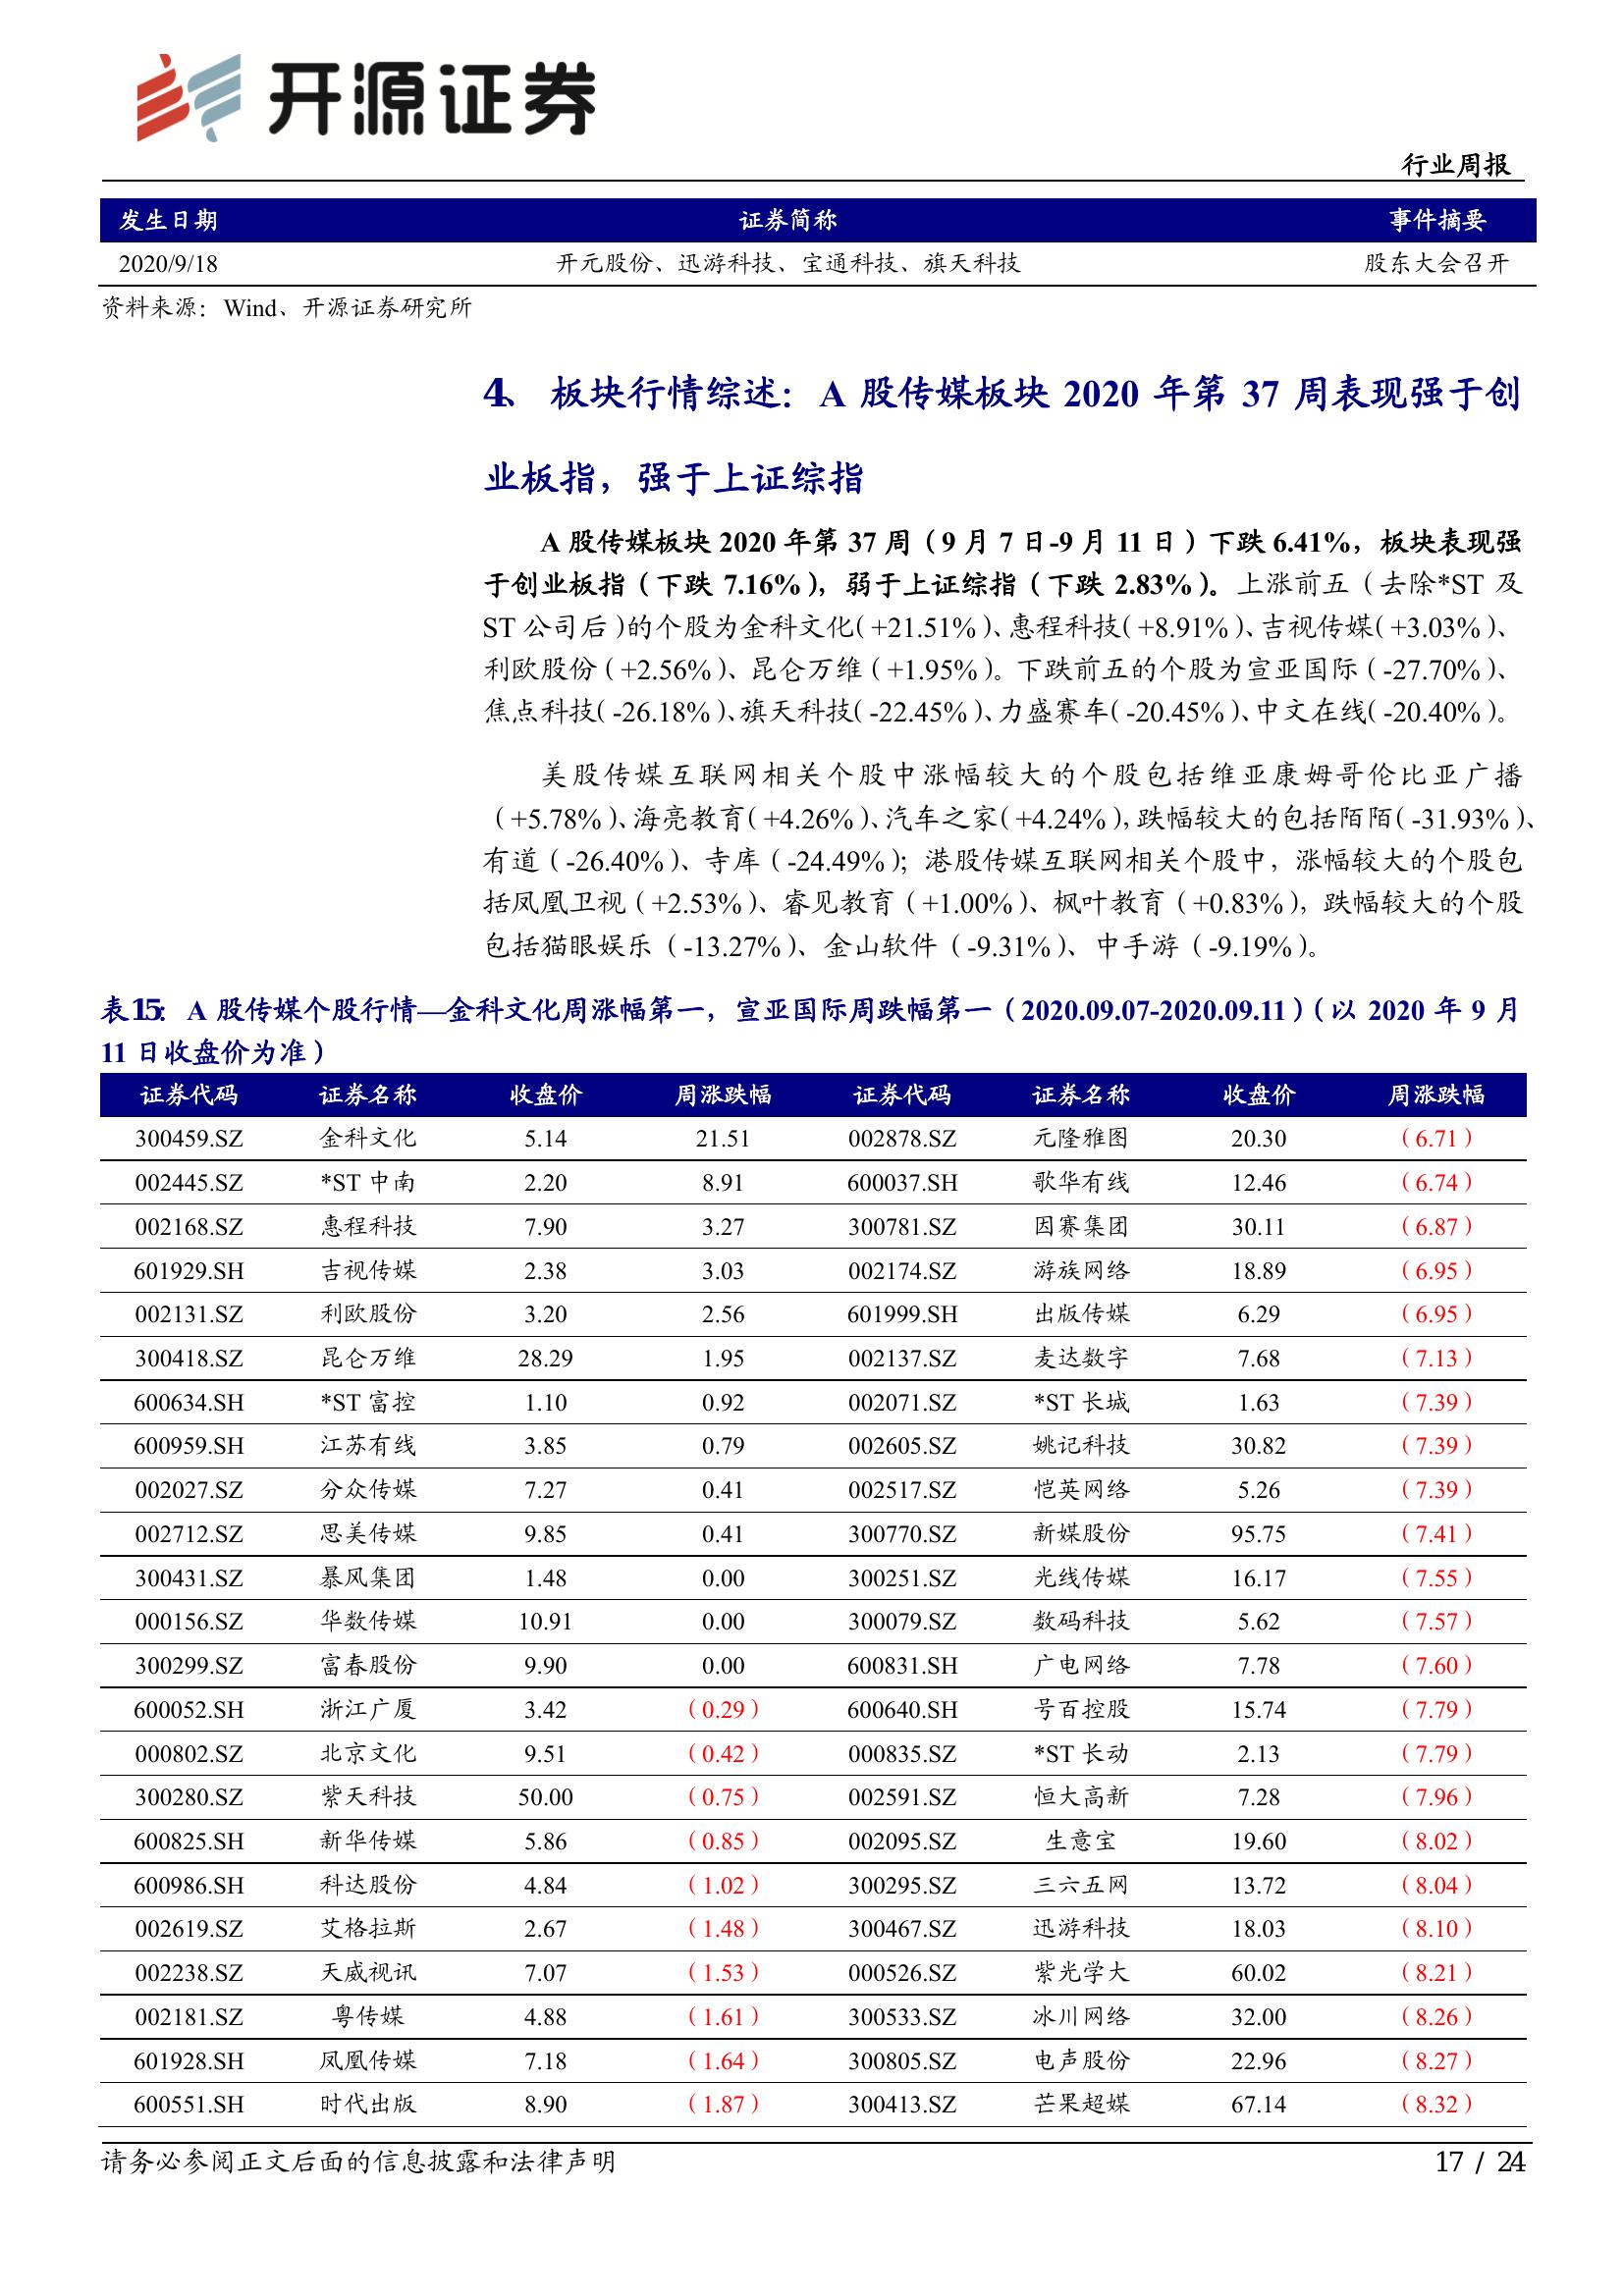 开源证券
行业周报
发生日期 证券简称 事件摘要
2020/9/18 开元股份、迅游科技、宝通科技、旗天科技 股东大会召开
资料来源：Wind、开源证券研究所
4、 板块行情综述：A 股传媒板块 2020 年第 37 周表现强于创
业板指，强于上证综指
A 股传媒板块 2020 年第 37 周（9 月 7 日-9 月 11 日）下跌 6.41%，板块表现强
于创业板指（下跌 7.16%），弱于上证综指（下跌 2.83%）。上涨前五（去除*ST 及
ST 公司后）的个股为金科文化（+21.51%）、惠程科技（+8.91%）、吉视传媒（+3.03%）、
利欧股份（+2.56%）、昆仑万维（+1.95%）。下跌前五的个股为宣亚国际（-27.70%）、
焦点科技（-26.18%）、旗天科技（-22.45%）、力盛赛车（-20.45%）、中文在线（-20.40%）。
美股传媒互联网相关个股中涨幅较大的个股包括维亚康姆哥伦比亚广播
（+5.78%）、海亮教育（+4.26%）、汽车之家（+4.24%），跌幅较大的包括陌陌（-31.93%）、
有道（-26.40%）、寺库（-24.49%）；港股传媒互联网相关个股中，涨幅较大的个股包
括凤凰卫视（+2.53%）、睿见教育（+1.00%）、枫叶教育（+0.83%），跌幅较大的个股
包括猫眼娱乐（-13.27%）、金山软件（-9.31%）、中手游（-9.19%）。
表15： A 股传媒个股行情—金科文化周涨幅第一，宣亚国际周跌幅第一（2020.09.07-2020.09.11）（以 2020 年 9 月
11 日收盘价为准）
证券代码 证券名称 收盘价 周涨跌幅 证券代码 证券名称 收盘价 周涨跌幅
300459.SZ 金科文化 5.14 21.51 002878.SZ 元隆雅图 20.30 （6.71）
002445.SZ *ST 中南 2.20 8.91 600037.SH 歌华有线 12.46 （6.74）
002168.SZ 惠程科技 7.90 3.27 300781.SZ 因赛集团 30.11 （6.87）
601929.SH 吉视传媒 2.38 3.03 002174.SZ 游族网络 18.89 （6.95）
002131.SZ 利欧股份 3.20 2.56 601999.SH 出版传媒 6.29 （6.95）
300418.SZ 昆仑万维 28.29 1.95 002137.SZ 麦达数字 7.68 （7.13）
600634.SH *ST 富控 1.10 0.92 002071.SZ *ST 长城 1.63 （7.39）
600959.SH 江苏有线 3.85 0.79 002605.SZ 姚记科技 30.82 （7.39）
002027.SZ 分众传媒 7.27 0.41 002517.SZ 恺英网络 5.26 （7.39）
002712.SZ 思美传媒 9.85 0.41 300770.SZ 新媒股份 95.75 （7.41）
300431.SZ 暴风集团 1.48 0.00 300251.SZ 光线传媒 16.17 （7.55）
000156.SZ 华数传媒 10.91 0.00 300079.SZ 数码科技 5.62 （7.57）
300299.SZ 富春股份 9.90 0.00 600831.SH 广电网络 7.78 （7.60）
600052.SH 浙江广厦 3.42 （0.29） 600640.SH 号百控股 15.74 （7.79）
000802.SZ 北京文化 9.51 （0.42） 000835.SZ *ST 长动 2.13 （7.79）
300280.SZ 紫天科技 50.00 （0.75） 002591.SZ 恒大高新 7.28 （7.96）
600825.SH 新华传媒 5.86 （0.85） 002095.SZ 生意宝 19.60 （8.02）
600986.SH 科达股份 4.84 （1.02） 300295.SZ 三六五网 13.72 （8.04）
002619.SZ 艾格拉斯 2.67 （1.48） 300467.SZ 迅游科技 18.03 （8.10）
002238.SZ 天威视讯 7.07 （1.53） 000526.SZ 紫光学大 60.02 （8.21）
002181.SZ 粤传媒 4.88 （1.61） 300533.SZ 冰川网络 32.00 （8.26）
601928.SH 凤凰传媒 7.18 （1.64） 300805.SZ 电声股份 22.96 （8.27）
600551.SH 时代出版 8.90 （1.87） 300413.SZ 芒果超媒 67.14 （8.32）
请务必参阅正文后面的信息披露和法律声明 17 / 24